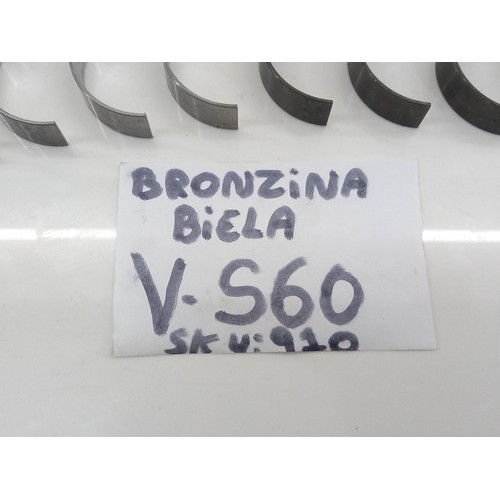 BRONZINA
BIELA
V. S60
SKU: 910